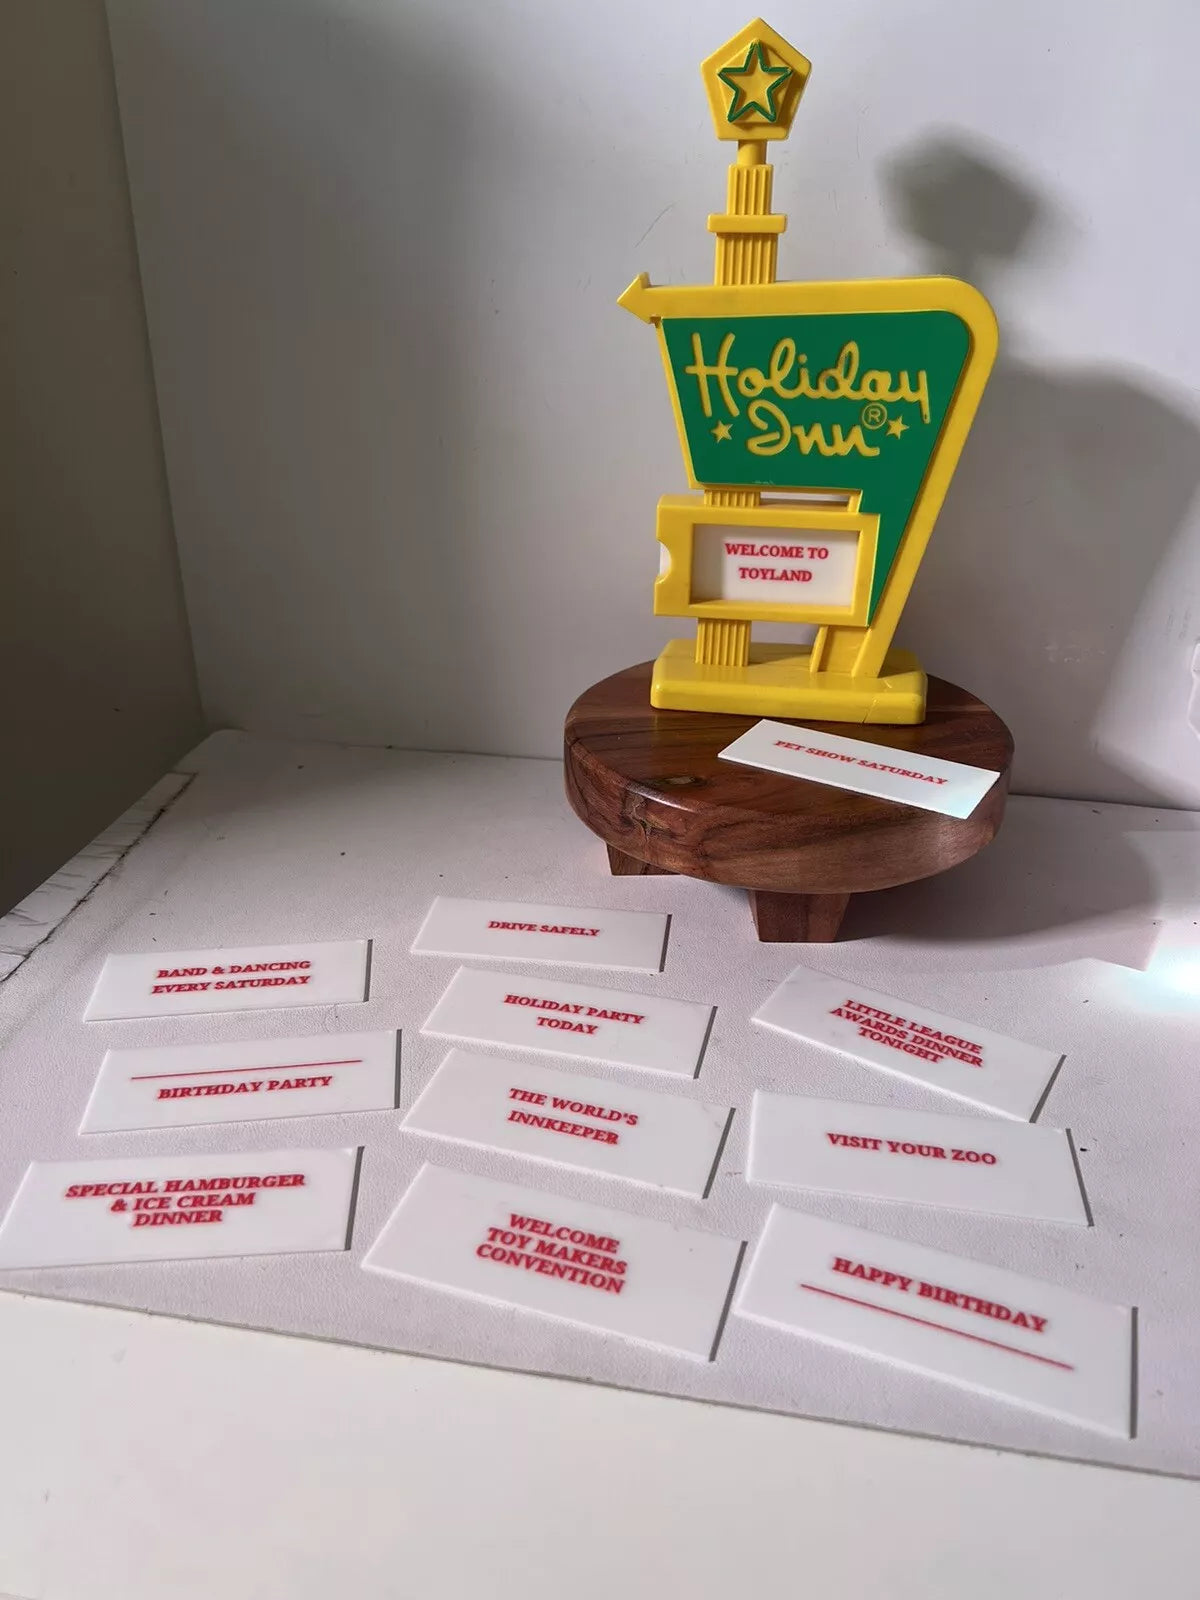 Holiday
Inn®
WELCOME TO
TOYLAND
PET SHOW SATURDAY
DRIVE SAFELY
BAND & DANCING
EVERY SATURDAY
HOLIDAY PARTY
TODAY
LITTLE LEAGUE
AWARDS DINNER
TONIGHT
BIRTHDAY PARTY
THE WORLD'S
INNKEEPER
VISIT YOUR ZOO
SPECIAL HAMBURGER
& ICE CREAM
DINNER
WELCOME
TOY MAKERS
CONVENTION
HAPPY BIRTHDAY